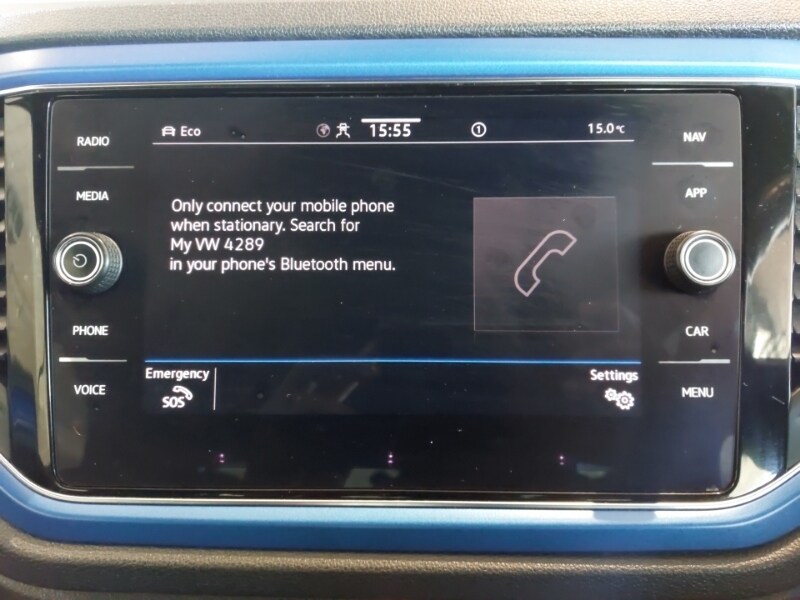 RADIO
MEDIA
PHONE
VOICE
Eco
15:55
1
15.0°C
Only connect your mobile phone
when stationary. Search for
My VW 4289
in your phone's Bluetooth menu.
Emergency
SOS
Settings
NAV
APP
CAR
MENU